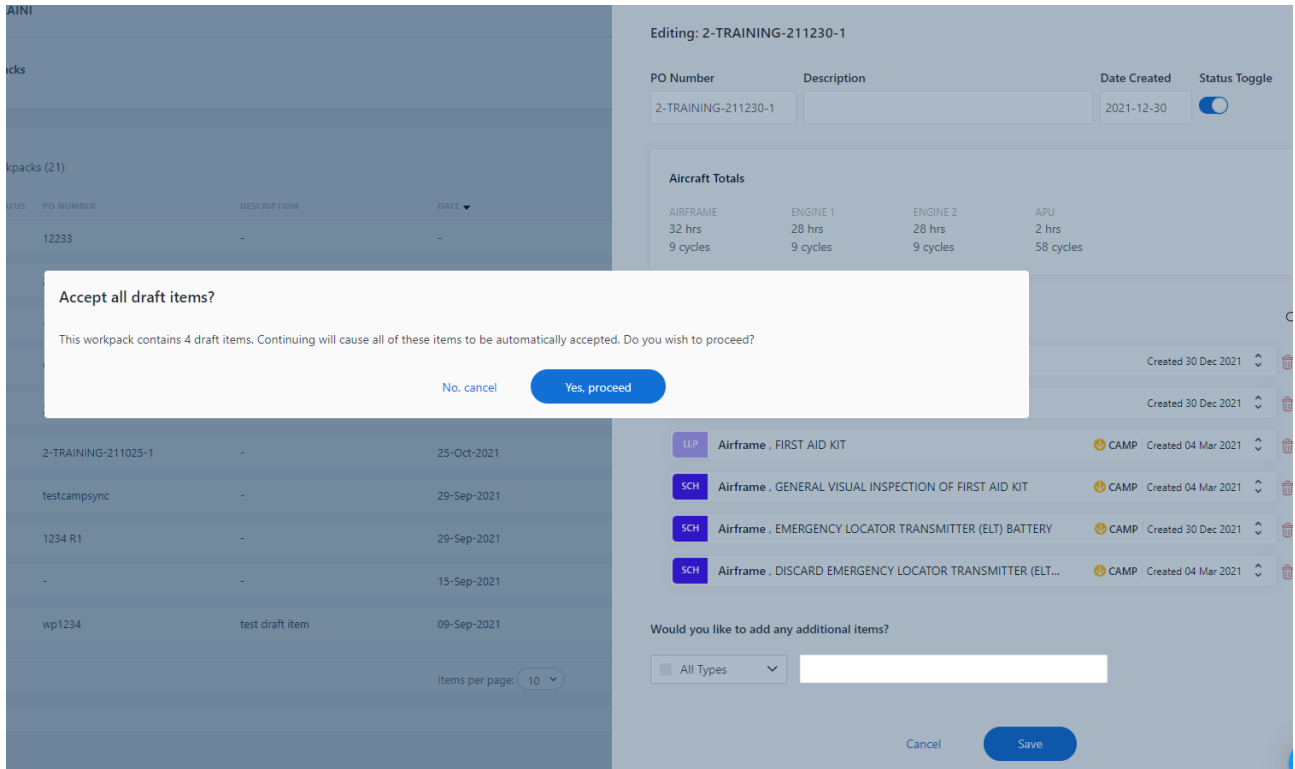 Editing: 2-TRAINING-211230-1
PO Number Description Date Created Status Toggle
2-TRAINING-211230-1 2021-12-30
kpacks (21)
PO NUMBER DESCRIPTION DATE
12233 - -
Aircraft Totals
AIRFRAME ENGINE 1 ENGINE 2 APU
32 hrs 28 hrs 28 hrs 2 hrs
9 cycles 9 cycles 9 cycles 58 cycles
Accept all draft items?
This workpack contains 4 draft items. Continuing will cause all of these items to be automatically accepted. Do you wish to proceed?
No, cancel Yes, proceed
2-TRAINING-211025-1 - 25-Oct-2021
testcampsync - 29-Sep-2021
1234 R1 - 29-Sep-2021
- - 15-Sep-2021
wp1234 test draft item 09-Sep-2021
Items per page: 10
Created 30 Dec 2021
Created 30 Dec 2021
LLP Airframe , FIRST AID KIT CAMP Created 04 Mar 2021
SCH Airframe , GENERAL VISUAL INSPECTION OF FIRST AID KIT CAMP Created 04 Mar 2021
SCH Airframe , EMERGENCY LOCATOR TRANSMITTER (ELT) BATTERY CAMP Created 30 Dec 2021
SCH Airframe , DISCARD EMERGENCY LOCATOR TRANSMITTER (ELT... CAMP Created 04 Mar 2021
Would you like to add any additional items?
All Types
Cancel Save